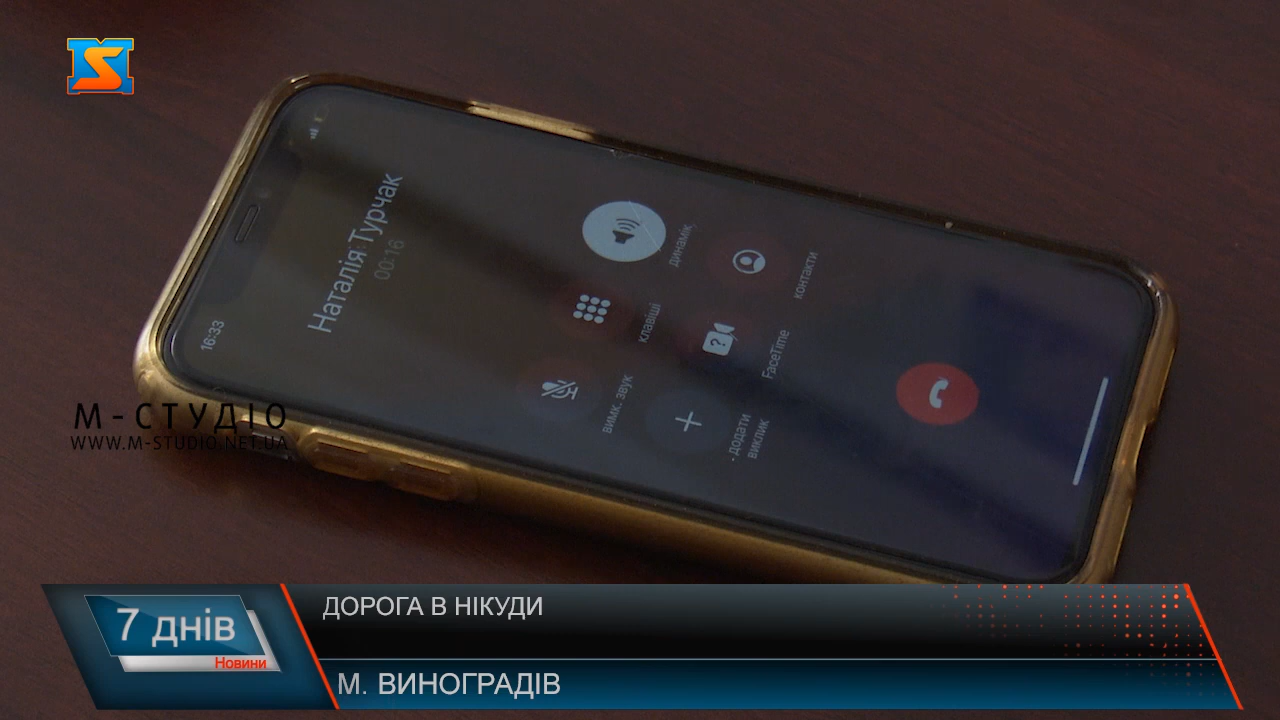 16:33
Наталія Турчак
00:16
динамік
контакти
клавіші
FaceTime
вимк. звук
- додати
виклик
М-СТУДІО
WWW.M-STUDIO.NET.UA
7 днів
Новини
ДОРОГА В НІКУДИ
М. ВИНОГРАДІВ